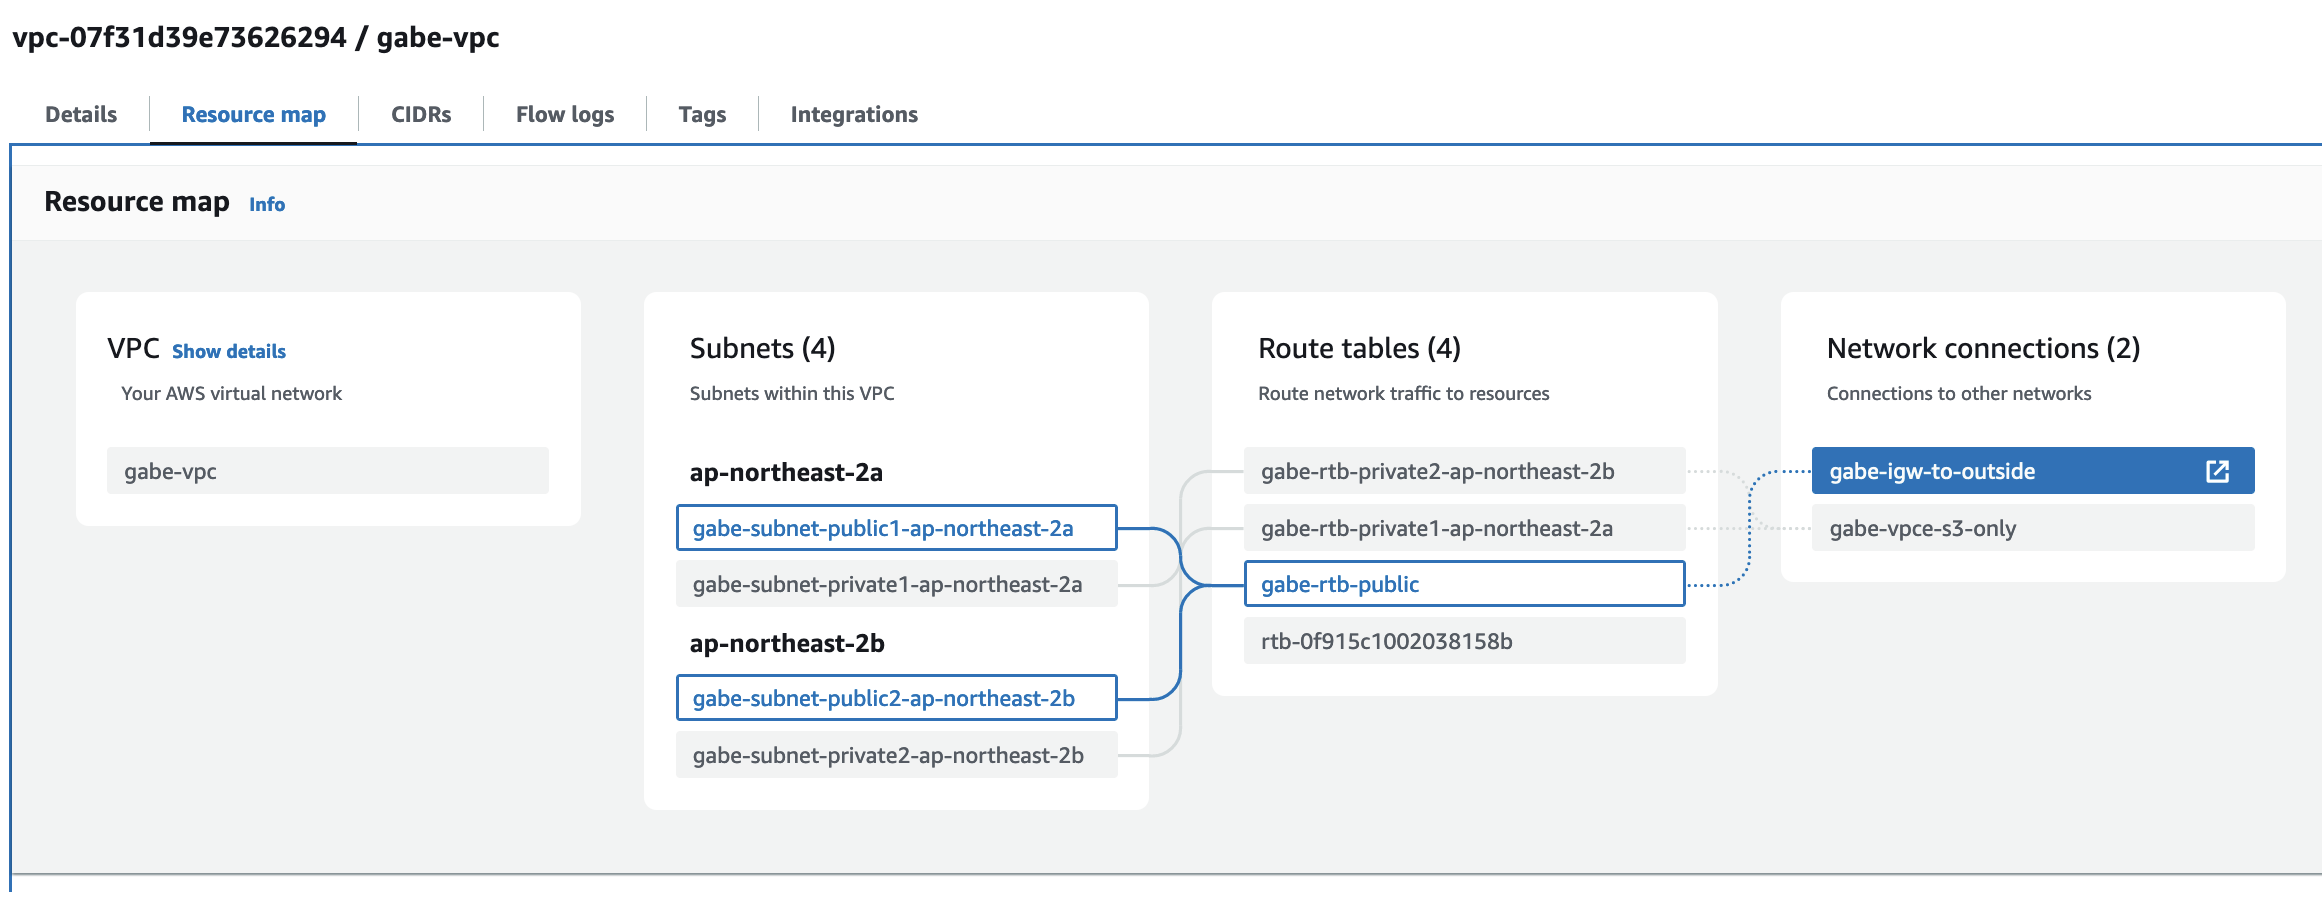 vpc-07f31d39e73626294 / gabe-vpc
Details
Resource map
CIDRs
Flow logs
Tags
Integrations
Resource map Info
VPC Show details
Your AWS virtual network
gabe-vpc
Subnets (4)
Subnets within this VPC
ap-northeast-2a
gabe-subnet-public1-ap-northeast-2a
gabe-subnet-private1-ap-northeast-2a
ap-northeast-2b
gabe-subnet-public2-ap-northeast-2b
gabe-subnet-private2-ap-northeast-2b
Route tables (4)
Route network traffic to resources
gabe-rtb-private2-ap-northeast-2b
gabe-rtb-private1-ap-northeast-2a
gabe-rtb-public
rtb-0f915c1002038158b
Network connections (2)
Connections to other networks
gabe-igw-to-outside
gabe-vpce-s3-only